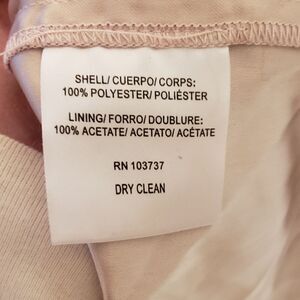 SHELL/ CUERPO/ CORPS:
100% POLYESTER/ POLIÉSTER
LINING/ FORRO/ DOUBLURE:
100% ACETATE/ ACETATO/ ACÉTATE
RN 103737
DRY CLEAN